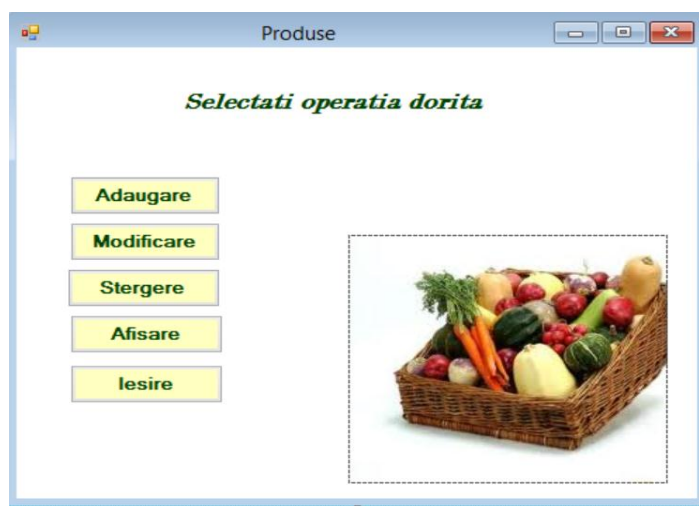 Produse
Selectati operatia dorita
Adaugare
Modificare
Stergere
Afisare
Iesire